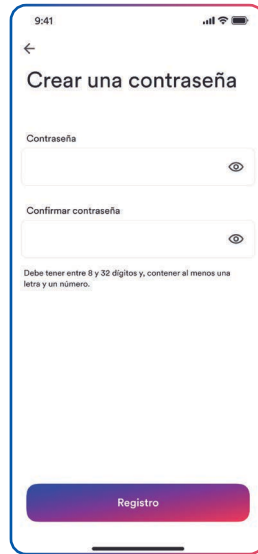 9:41
Crear una contraseña
Contraseña
Confirmar contraseña
Debe tener entre 8 y 32 dígitos y, contener al menos una
letra y un número.
Registro